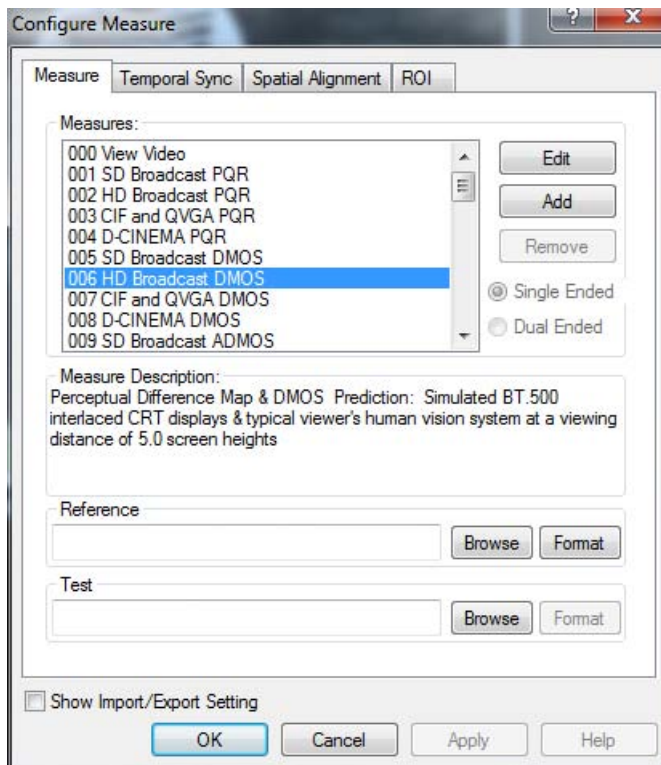 Configure Measure
?
X
Measure
Temporal Sync
Spatial Alignment
ROI
Measures:
000 View Video
001 SD Broadcast PQR
002 HD Broadcast PQR
003 CIF and QVGA PQR
004 D-CINEMA PQR
005 SD Broadcast DMOS
006 HD Broadcast DMOS
007 CIF and QVGA DMOS
008 D-CINEMA DMOS
009 SD Broadcast ADMOS
Edit
Add
Remove
Single Ended
Dual Ended
Measure Description:
Perceptual Difference Map & DMOS Prediction: Simulated BT.500
interlaced CRT displays & typical viewer's human vision system at a viewing
distance of 5.0 screen heights
Reference
Browse
Format
Test
Browse
Format
Show Import/Export Setting
OK
Cancel
Apply
Help